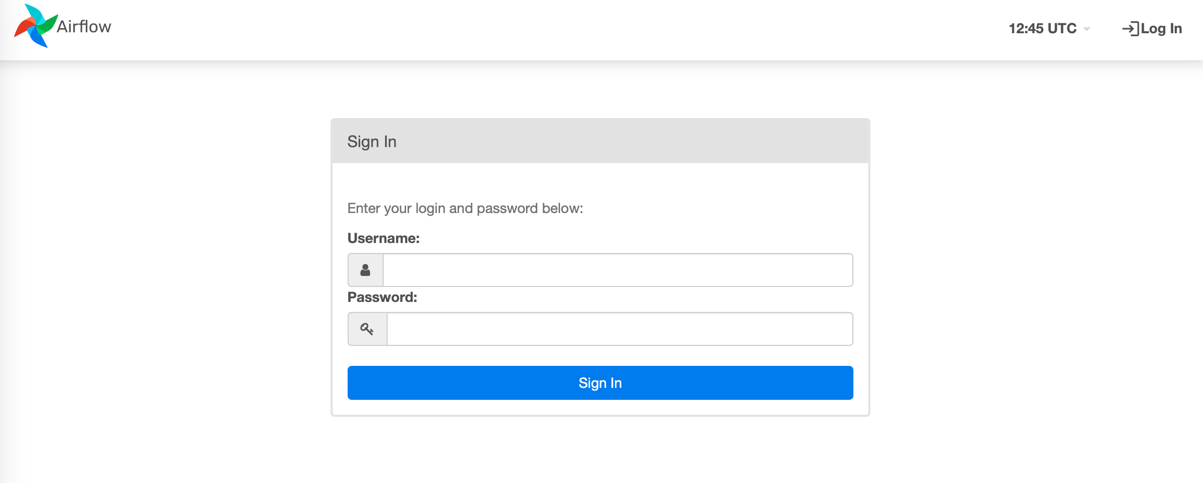 Airflow
12:45 UTC
Log In
Sign In
Enter your login and password below:
Username:
Password:
Sign In